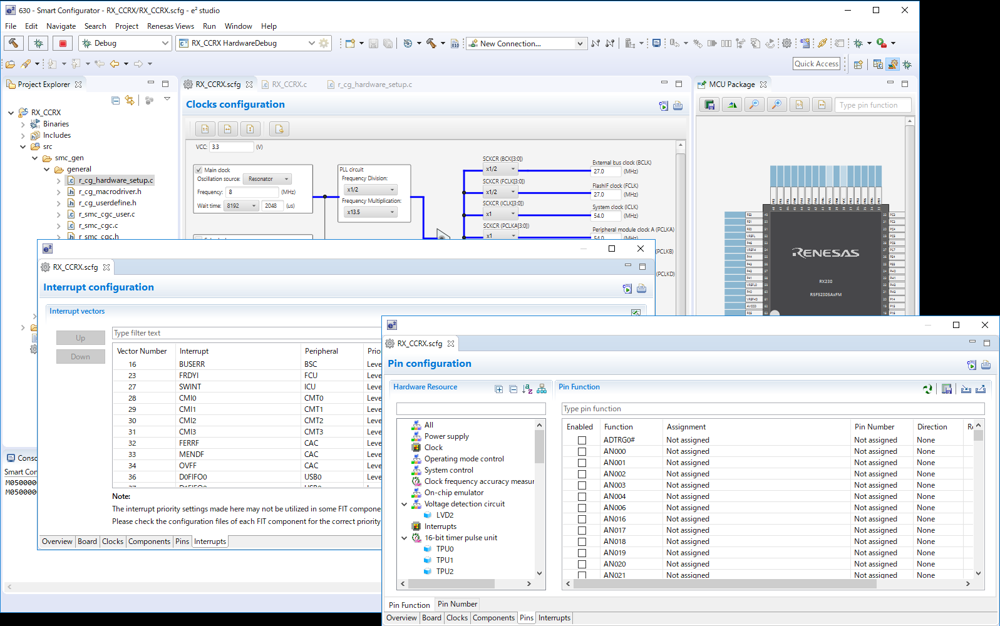 630 - Smart Configurator - RX_CCRX/RX_CCRX.scfg - e² studio
File Edit Navigate Search Project Renesas Views Run Window Help
Debug
RX_CCRX HardwareDebug
New Connection...
Quick Access
Project Explorer
RX_CCRX
Binaries
Includes
src
smc_gen
general
r_cg_hardware_setup.c
r_cg_macrodriver.h
r_cg_userdefine.h
r_smc_cgc_user.c
r_smc_cgc.c
r_smc_cgc.h
RX_CCRX.scfg
RX_CCRX.c
r_cg_hardware_setup.c
Clocks configuration
VCC: 3.3 (V)
Main clock
Oscillation source: Resonator
Frequency: 8 (MHz)
Wait time: 8192 2048 (us)
PLL circuit
Frequency Division:
x1/2
Frequency Multiplication:
x13.5
SCKCR (BCK[3:0])
x1/2
SCKCR (FCLK[3:0])
x1/2
SCKCR (ICLK[3:0])
x1
SCKCR (PCLKA[3:0])
x1
External bus clock (BCLK)
27.0 (MHz)
FlashIF clock (FCLK)
27.0 (MHz)
System clock (ICLK)
54.0 (MHz)
Peripheral module clock A (PCLKA)
54.0 (MHz)
(PCLKB)
(PCLKD)
MCU Package
Type pin function
RENESAS
RX230
R5F52305AxFM
Conso
Smart Con
M0500000
M0500000
RX_CCRX.scfg
Interrupt configuration
Interrupt vectors
Up
Down
Type filter text
Vector Number Interrupt Peripheral Prio
16 BUSERR BSC Leve
23 FRDYI FCU Leve
27 SWINT ICU Leve
28 CMI0 CMT0 Leve
29 CMI1 CMT1 Leve
30 CMI2 CMT2 Leve
31 CMI3 CMT3 Leve
32 FERRF CAC Leve
33 MENDF CAC Leve
34 OVFF CAC Leve
36 D0FIFO0 USB0 Leve
37 D1FIFO0 USB0 Leve
Note:
The interrupt priority settings made here may not be utilized in some FIT compone
Please check the configuration files of each FIT component for the correct priority
Overview Board Clocks Components Pins Interrupts
RX_CCRX.scfg
Pin configuration
Hardware Resource
All
Power supply
Clock
Operating mode control
System control
Clock frequency accuracy measur
On-chip emulator
Voltage detection circuit
LVD2
Interrupts
16-bit timer pulse unit
TPU0
TPU1
TPU2
Pin Function
Type pin function
Enabled Function Assignment Pin Number Direction
ADTRG0# Not assigned Not assigned None
AN000 Not assigned Not assigned None
AN001 Not assigned Not assigned None
AN002 Not assigned Not assigned None
AN003 Not assigned Not assigned None
AN004 Not assigned Not assigned None
AN006 Not assigned Not assigned None
AN016 Not assigned Not assigned None
AN017 Not assigned Not assigned None
AN018 Not assigned Not assigned None
AN019 Not assigned Not assigned None
AN020 Not assigned Not assigned None
AN021 Not assigned Not assigned None
Pin Function Pin Number
Overview Board Clocks Components Pins Interrupts